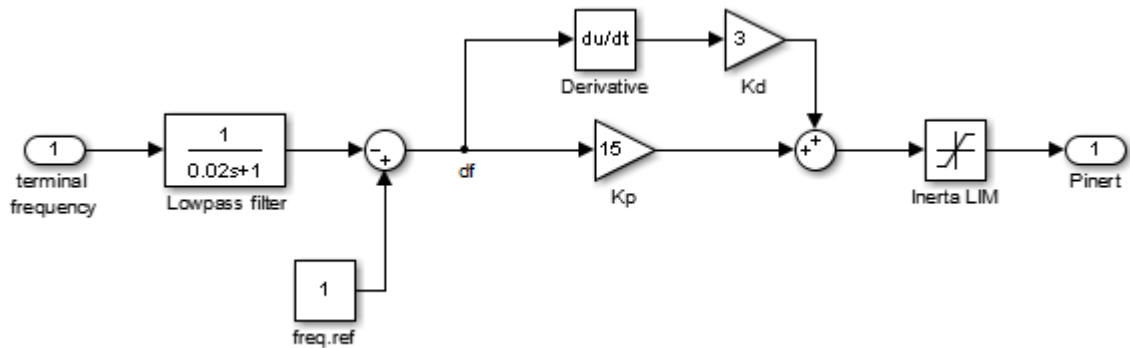 du/dt
3
Derivative
Kd
1
terminal
frequency
1
0.02s+1
Lowpass filter
-
+
df
15
Kp
+
+
Inerta LIM
1
Pinert
1
freq.ref